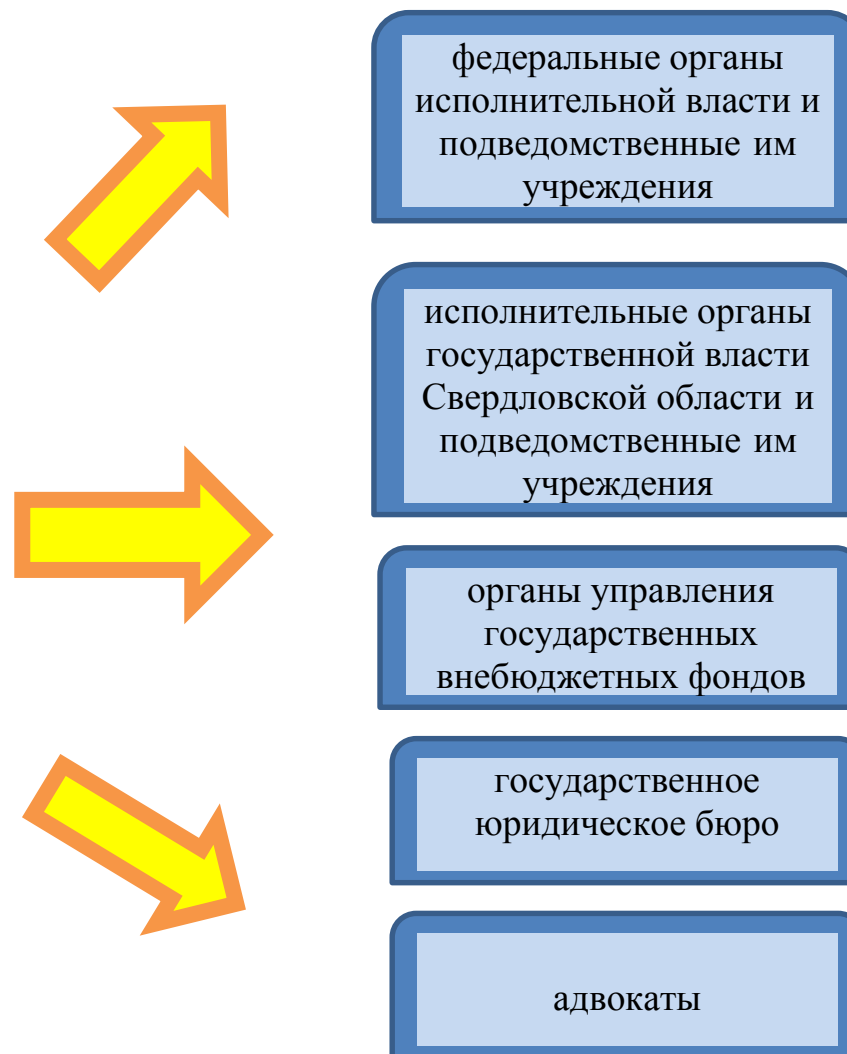 федеральные органы
исполнительной власти и
подведомственные им
учреждения
исполнительные органы
государственной власти
Свердловской области и
подведомственные им
учреждения
органы управления
государственных
внебюджетных фондов
государственное
юридическое бюро
адвокаты